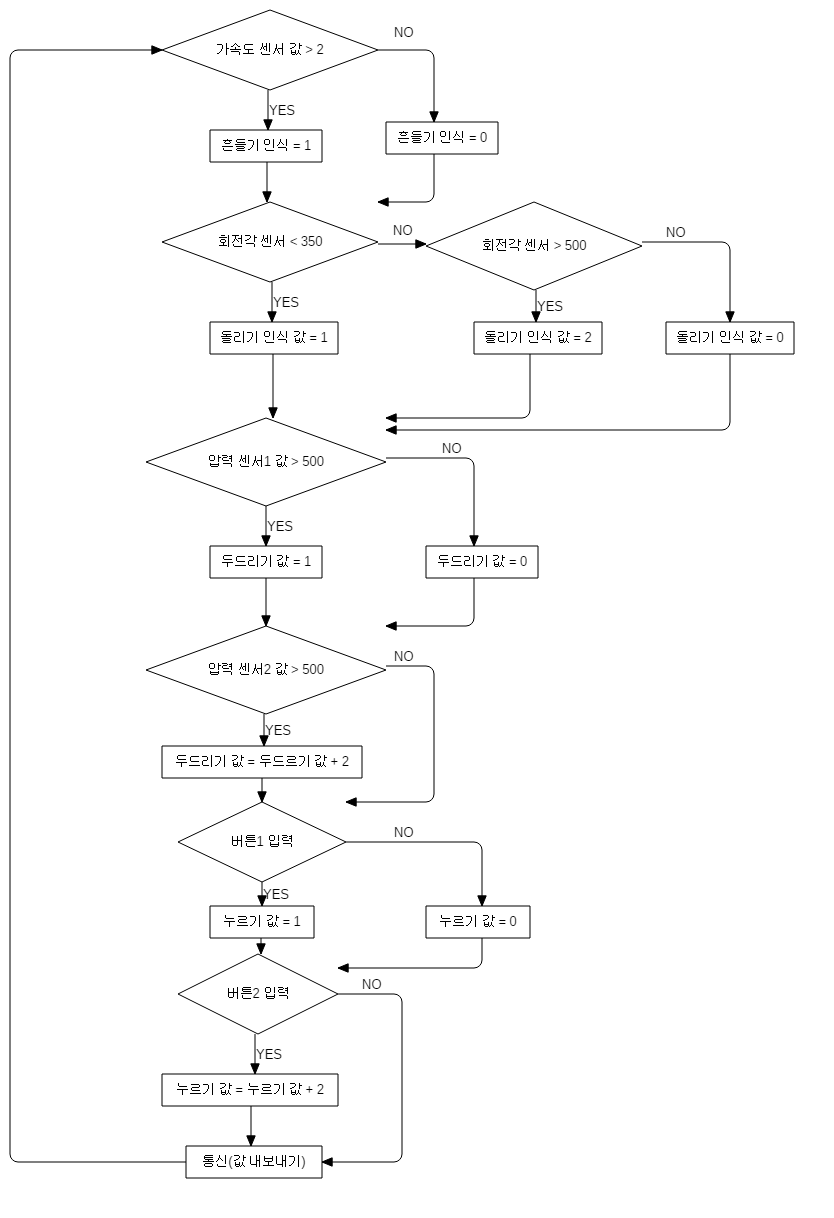 가속도 센서 값 > 2
NO
YES
흔들기 인식 = 1
흔들기 인식 = 0
회전각 센서 < 350
NO
회전각 센서 > 500
NO
YES
YES
돌리기 인식 값 = 1
돌리기 인식 값 = 2
돌리기 인식 값 = 0
압력 센서1 값 > 500
NO
YES
두드리기 값 = 1
두드리기 값 = 0
압력 센서2 값 > 500
NO
YES
두드리기 값 = 두드르기 값 + 2
버튼1 입력
NO
YES
누르기 값 = 1
누르기 값 = 0
버튼2 입력
NO
YES
누르기 값 = 누르기 값 + 2
통신(값 내보내기)